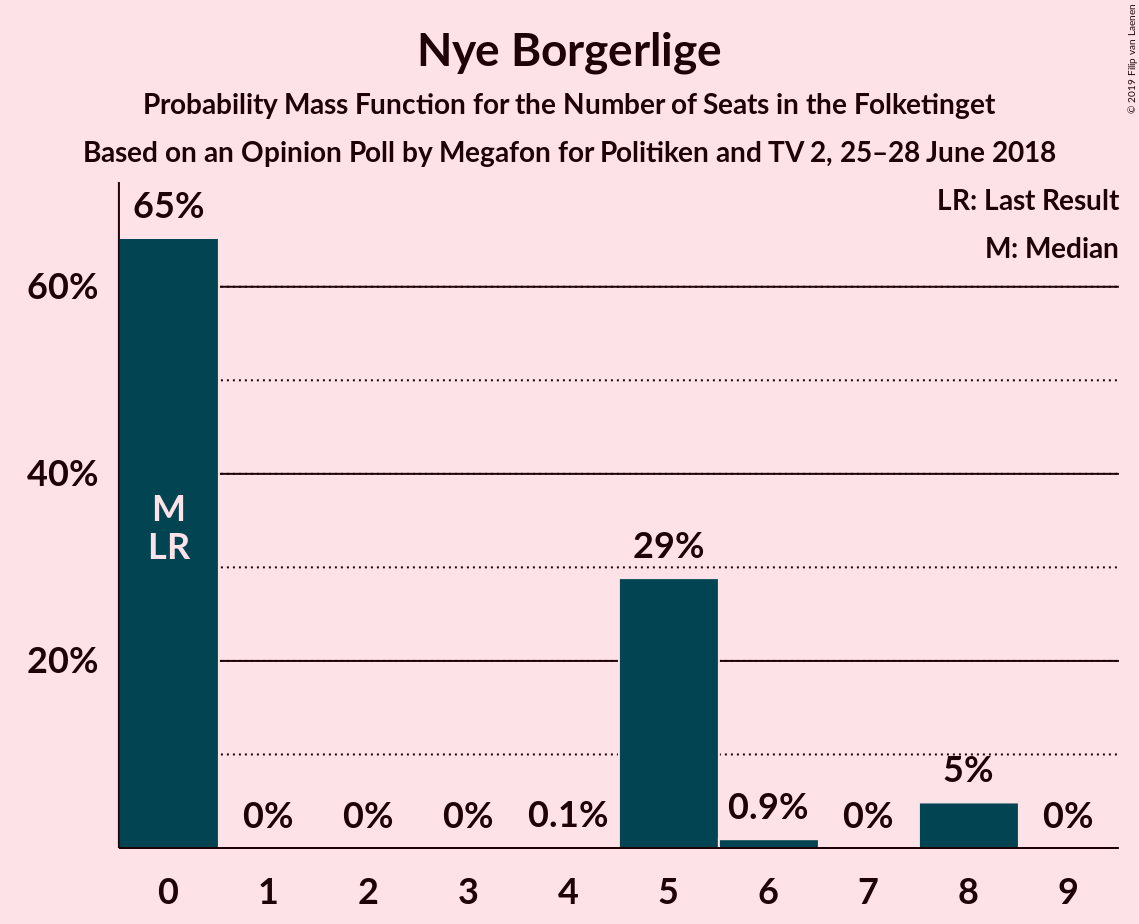 Nye Borgerlige
Probability Mass Function for the Number of Seats in the Folketinget
Based on an Opinion Poll by Megafon for Politiken and TV 2, 25–28 June 2018
© 2019 Filip van Laenen
LR: Last Result
M: Median
65%
60%
40%
20%
M
LR
0%
0%
0%
0.1%
29%
0.9%
0%
5%
0%
0 1 2 3 4 5 6 7 8 9